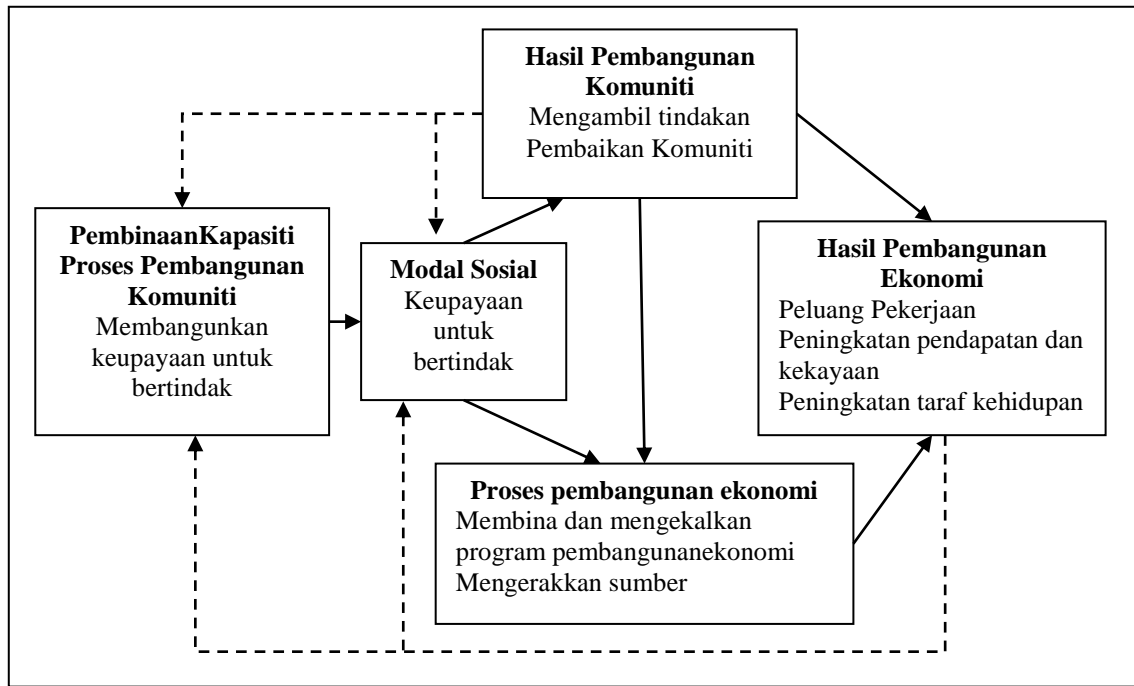 Hasil Pembangunan
Komuniti
Mengambil tindakan
Pembaikan Komuniti
PembinaanKapasiti
Proses Pembangunan
Komuniti
Membangunkan
keupayaan untuk
bertindak
Modal Sosial
Keupayaan
untuk
bertindak
Hasil Pembangunan
Ekonomi
Peluang Pekerjaan
Peningkatan pendapatan dan
kekayaan
Peningkatan taraf kehidupan
Proses pembangunan ekonomi
Membina dan mengekalkan
program pembangunanekonomi
Mengerakkan sumber